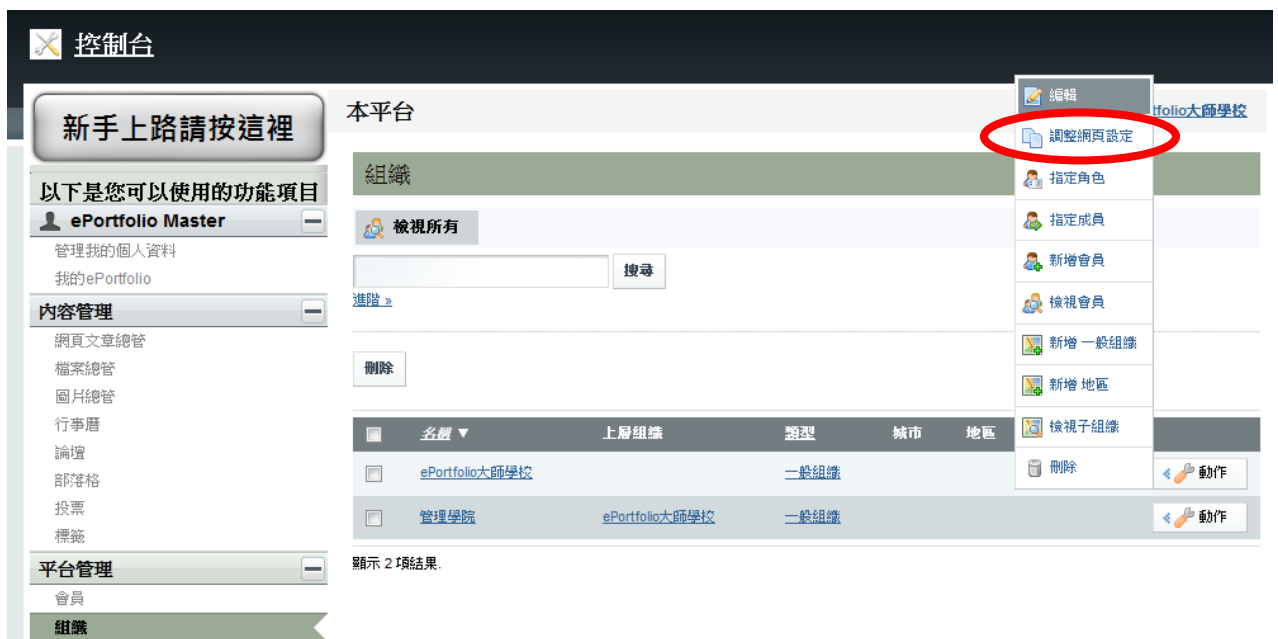 控制台
新手上路請按這裡
以下是您可以使用的功能項目
ePortfolio Master
管理我的個人資料
我的ePortfolio
內容管理
網頁文章總管
檔案總管
圖片總管
行事曆
論壇
部落格
投票
標籤
平台管理
會員
組織
本平台
tfolio大師學校
組織
檢視所有
搜尋
進階 »
刪除
名稱 ▼ 上層組織 類型 城市 地區
ePortfolio大師學校 一般組織 動作
管理學院 ePortfolio大師學校 一般組織 動作
顯示 2 項結果.
編輯
調整網頁設定
指定角色
指定成員
新增會員
檢視會員
新增 一般組織
新增 地區
檢視子組織
刪除